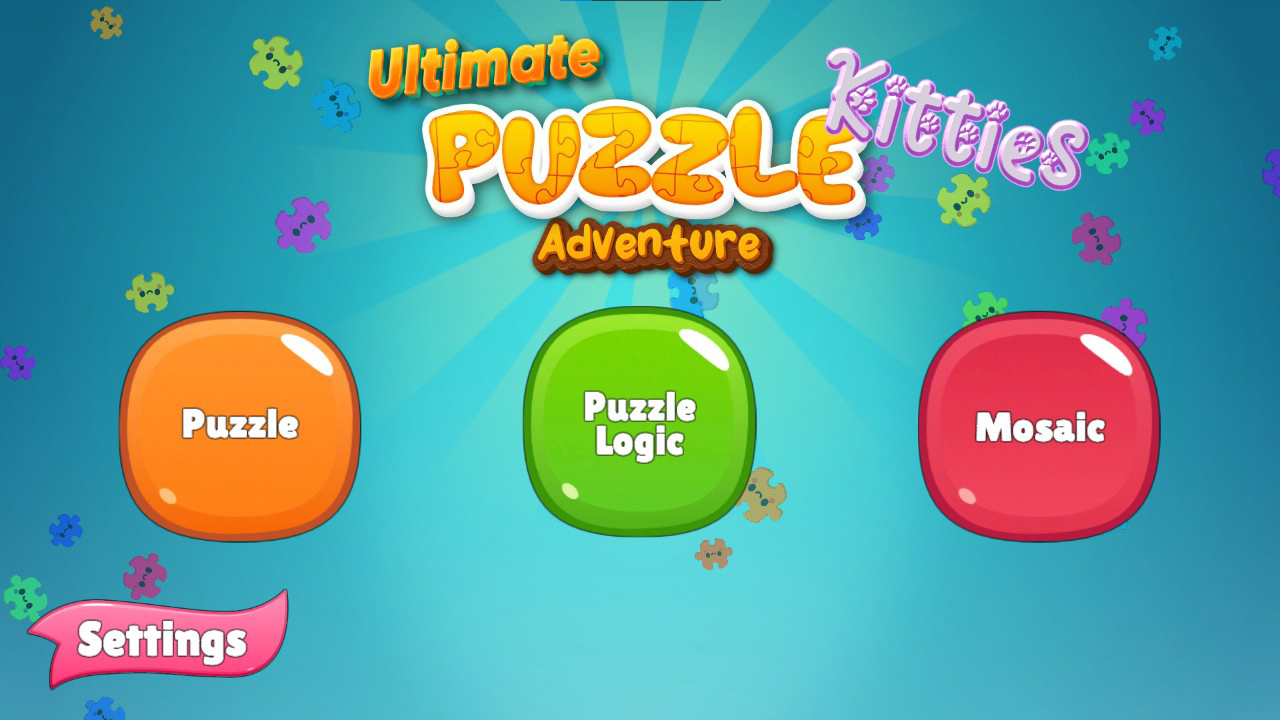 Ultimate
PUZZLE
Kitties
Adventure
Puzzle
Puzzle
Logic
Mosaic
Settings